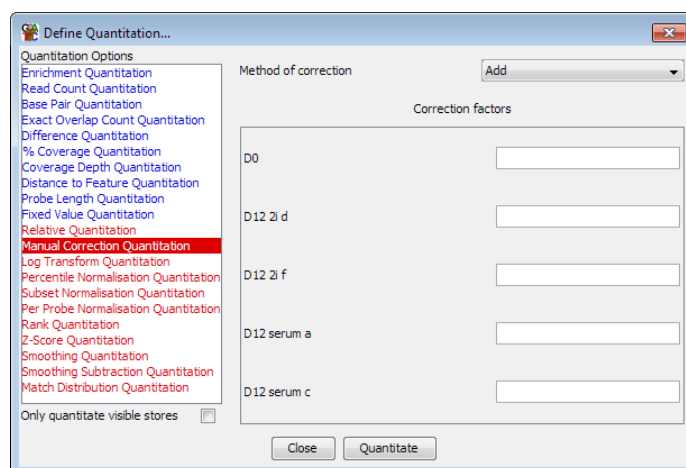 Define Quantitation...
Quantitation Options
Enrichment Quantitation
Read Count Quantitation
Base Pair Quantitation
Exact Overlap Count Quantitation
Difference Quantitation
% Coverage Quantitation
Coverage Depth Quantitation
Distance to Feature Quantitation
Probe Length Quantitation
Fixed Value Quantitation
Relative Quantitation
Manual Correction Quantitation
Log Transform Quantitation
Percentile Normalisation Quantitation
Subset Normalisation Quantitation
Per Probe Normalisation Quantitation
Rank Quantitation
Z-Score Quantitation
Smoothing Quantitation
Smoothing Subtraction Quantitation
Match Distribution Quantitation
Only quantitate visible stores
Method of correction Add
Correction factors
D0
D12 2i d
D12 2i f
D12 serum a
D12 serum c
Close Quantitate